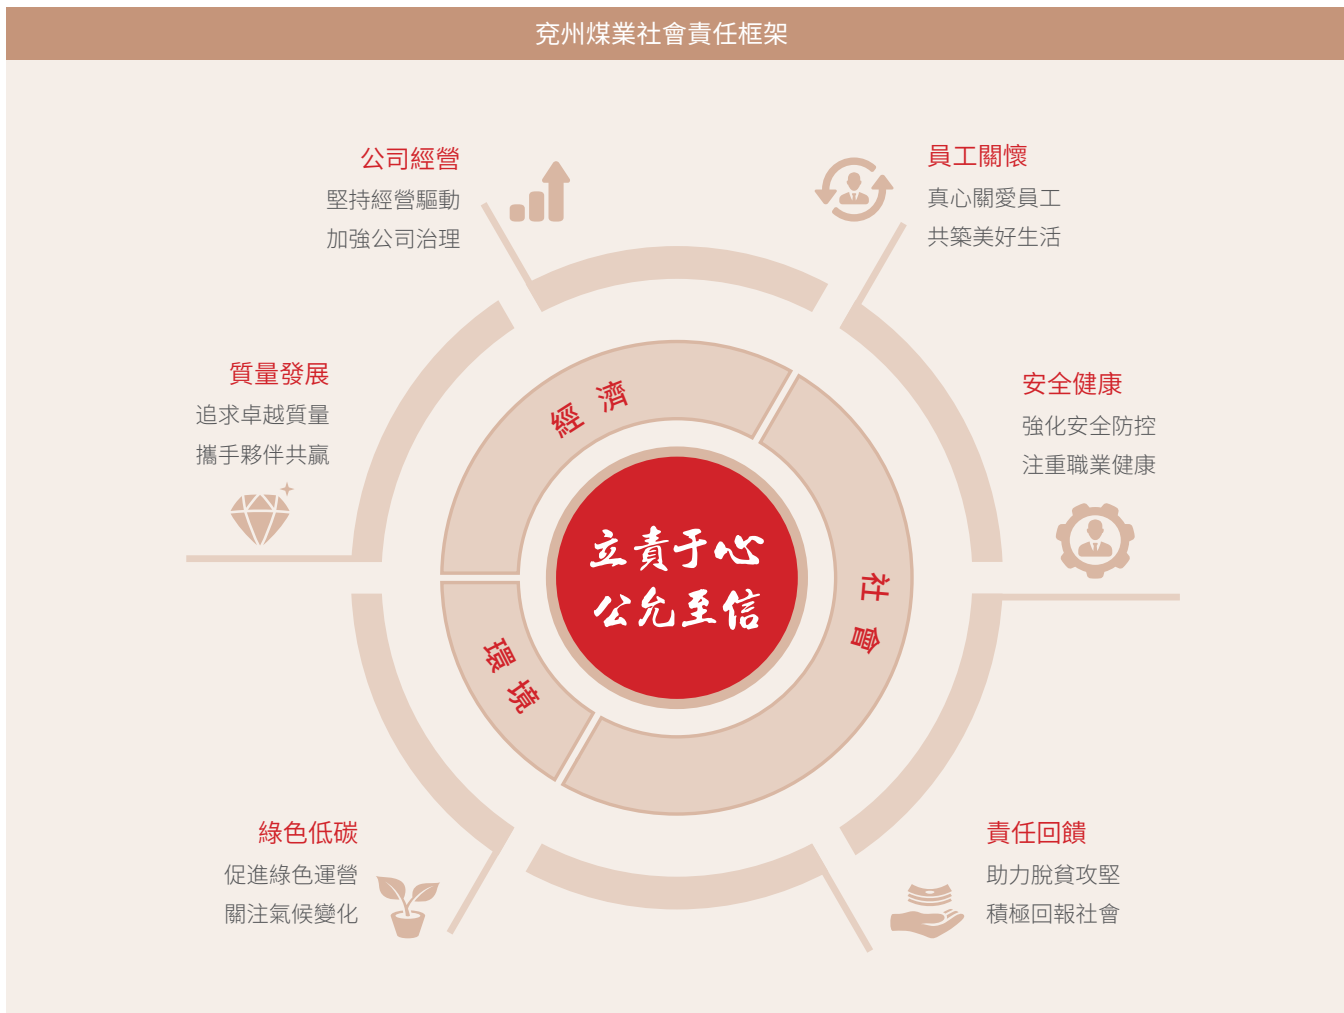 兗州煤業社會責任框架
公司經營
堅持經營驅動
加強公司治理
員工關懷
真心關愛員工
共築美好生活
質量發展
追求卓越質量
攜手夥伴共贏
安全健康
強化安全防控
注重職業健康
經濟
社會
環境
立責于心
公允至信
綠色低碳
促進綠色運營
關注氣候變化
責任回饋
助力脫貧攻堅
積極回報社會